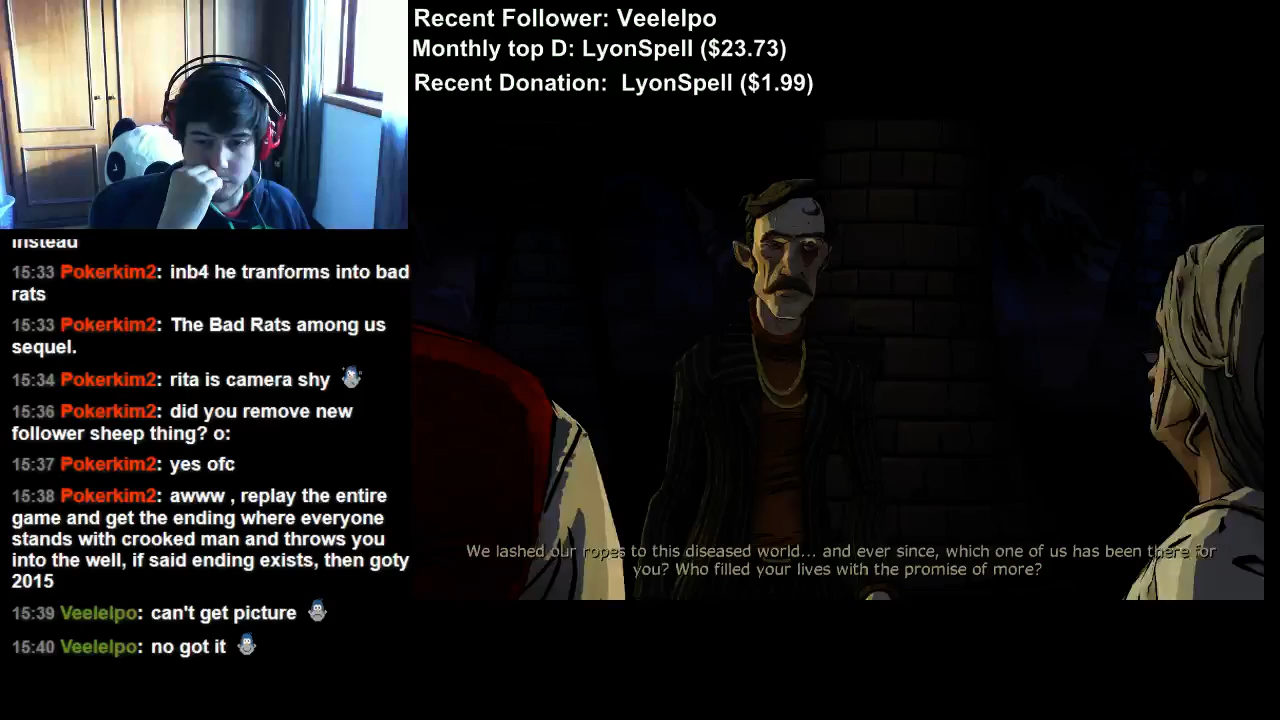 Recent Follower: Veelelpo
Monthly top D: LyonSpell ($23.73)
Recent Donation: LyonSpell ($1.99)
instead
15:33 Pokerkim2: inb4 he tranforms into bad
rats
15:33 Pokerkim2: The Bad Rats among us
sequel.
15:34 Pokerkim2: rita is camera shy
15:36 Pokerkim2: did you remove new
follower sheep thing? o:
15:37 Pokerkim2: yes ofc
15:38 Pokerkim2: awww , replay the entire
game and get the ending where everyone
stands with crooked man and throws you
into the well, if said ending exists, then goty
2015
15:39 Veelelpo: can't get picture
15:40 Veelelpo: no got it
We lashed our ropes to this diseased world... and ever since, which one of us has been there for
you? Who filled your lives with the promise of more?